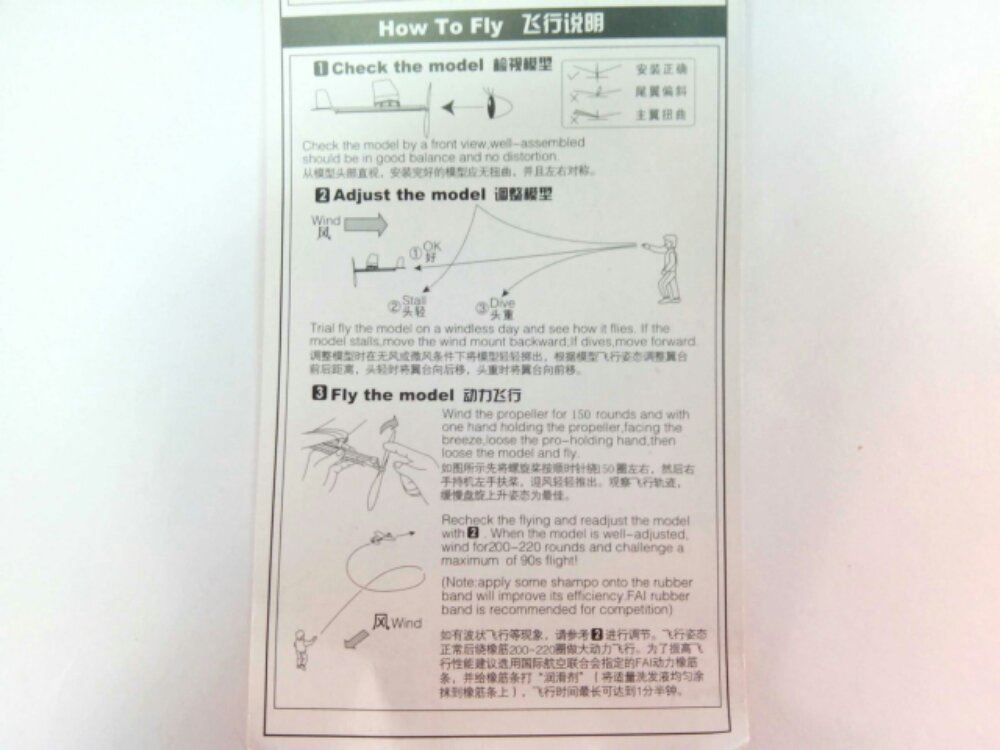 How To Fly 飞行说明
1 Check the model 检视模型
安装正确
尾翼偏斜
主翼扭曲
Check the model by a front view,well-assembled
should be in good balance and no distortion.
从模型头部直视，安装完好的模型应无扭曲，并且左右对称。
2 Adjust the model 调整模型
Wind
风
①OK
好
②Stall
头轻
③Dive
头重
Trial fly the model on a windless day and see how it flies. If the
model stalls,move the wind mount backward;if dives,move forward.
调整模型时在无风或微风条件下将模型轻轻掷出，根据模型飞行姿态调整翼台
前后距离，头轻时将翼台向后移，头重时将翼台向前移。
3 Fly the model 动力飞行
Wind the propeller for 150 rounds and with
one hand holding the propeller,facing the
breeze,loose the pro-holding hand,then
loose the model and fly.
如图所示先将螺旋桨按顺时针绕150圈左右，然后右
手持机左手扶桨，迎风轻轻推出。观察飞行轨迹，
缓慢盘旋上升姿态为最佳。
Recheck the flying and readjust the model
with 2 . When the model is well-adjusted,
wind for200-220 rounds and challenge a
maximum of 90s flight!
(Note:apply some shampo onto the rubber
band will improve its efficiency.FAI rubber
band is recommended for competition)
风 Wind
如有波状飞行等现象，请参考2进行调节。飞行姿态
正常后绕橡筋200-220圈做大动力飞行。为了提高飞
行性能建议选用国际航空联合会指定的FAI动力橡筋
条，并给橡筋条打“润滑剂”（将适量洗发液均匀涂
抹到橡筋条上），飞行时间最长可达到1分半钟。